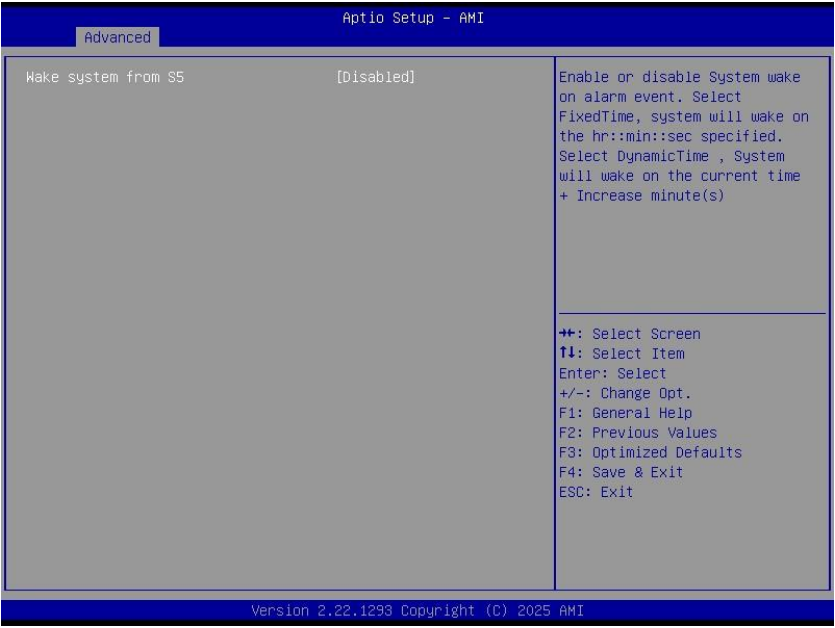 Aptio Setup - AMI
Advanced
Wake system from S5 [Disabled]
Enable or disable System wake
on alarm event. Select
FixedTime, system will wake on
the hr::min::sec specified.
Select DynamicTime , System
will wake on the current time
+ Increase minute(s)
→←: Select Screen
↑↓: Select Item
Enter: Select
+/-: Change Opt.
F1: General Help
F2: Previous Values
F3: Optimized Defaults
F4: Save & Exit
ESC: Exit
Version 2.22.1293 Copyright (C) 2025 AMI